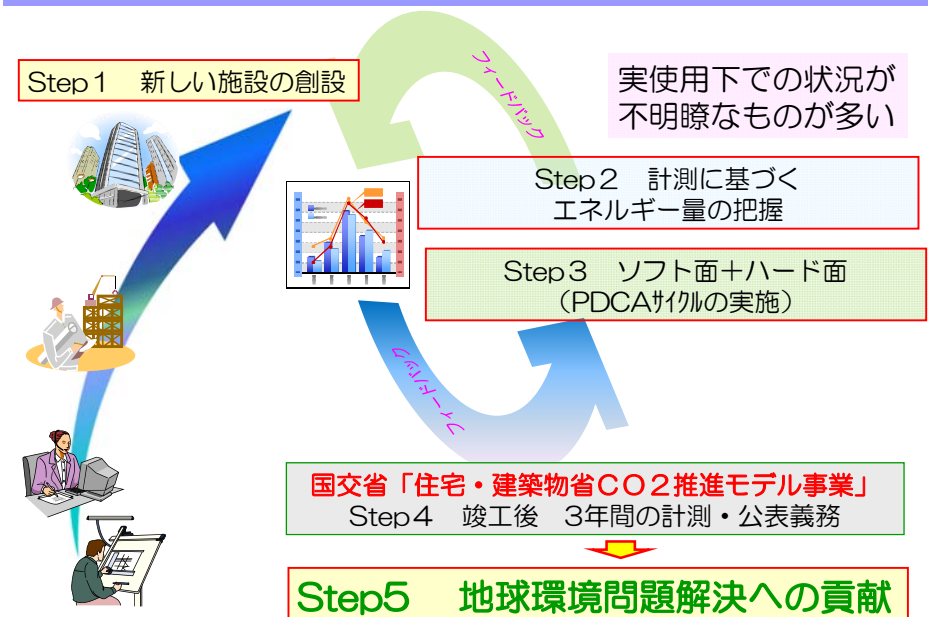 Step1 新しい施設の創設
フィードバック
実使用下での状況が
不明瞭なものが多い
Step2 計測に基づく
エネルギー量の把握
Step3 ソフト面+ハード面
(PDCAｻｲｸﾙの実施)
フィードバック
国交省「住宅・建築物省CO2推進モデル事業」
Step4 竣工後 3年間の計測・公表義務
Step5 地球環境問題解決への貢献